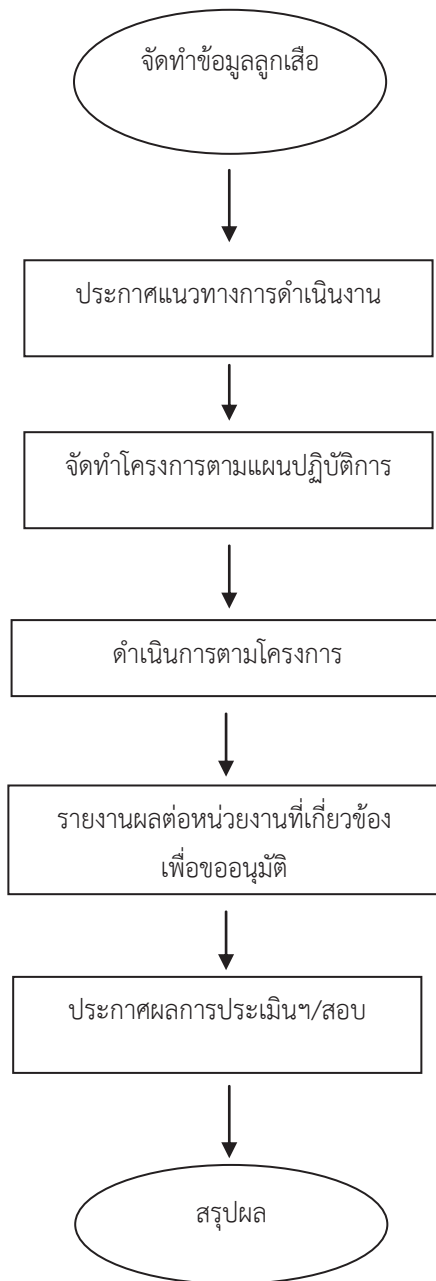 จัดทำข้อมูลลูกเสือ
ประกาศแนวทางการดำเนินงาน
จัดทำโครงการตามแผนปฏิบัติการ
ดำเนินการตามโครงการ
รายงานผลต่อหน่วยงานที่เกี่ยวข้อง
เพื่อขออนุมัติ
ประกาศผลการประเมินฯ/สอบ
สรุปผล